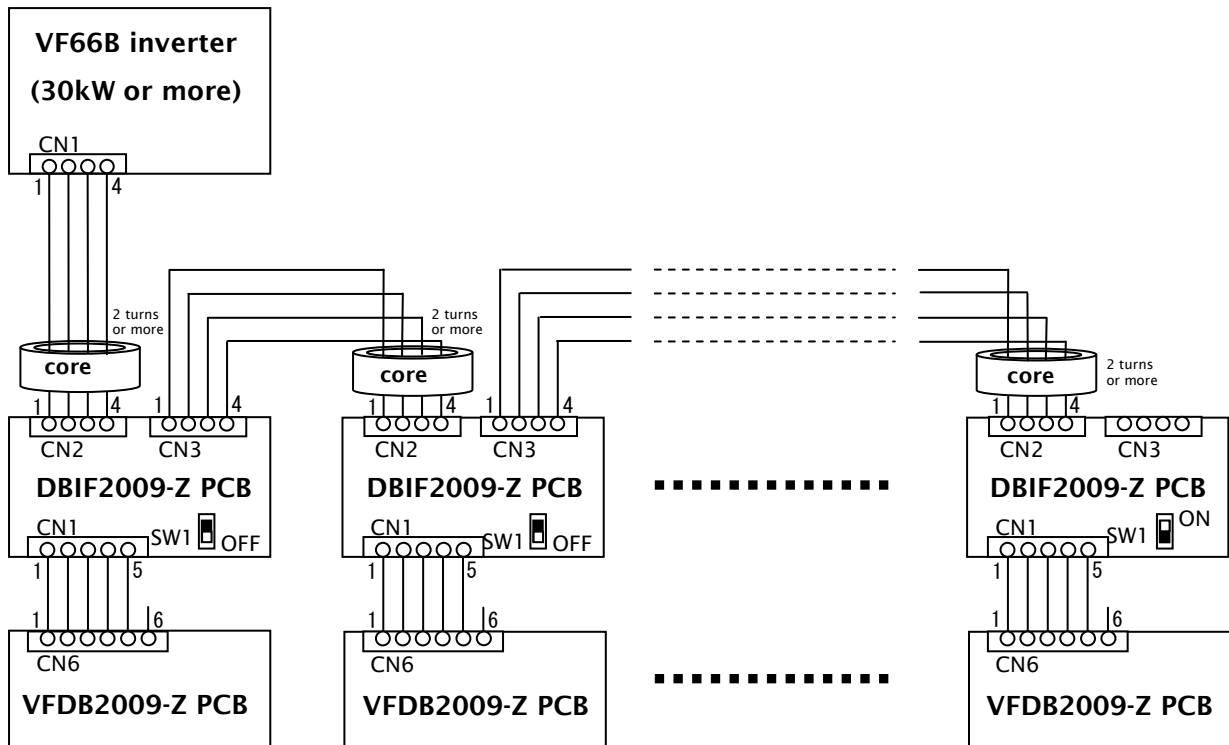 VF66B inverter
(30kW or more)
CN1
1 4
2 turns
or more
2 turns
or more
2 turns
or more
core
core
core
1 4 1 4
1 4 1 4
1 4
CN2 CN3
CN2 CN3
CN2 CN3
DBIF2009-Z PCB
DBIF2009-Z PCB
DBIF2009-Z PCB
CN1 SW1 OFF
CN1 SW1 OFF
CN1 SW1 ON
1 5
1 5
1 5
1 6
1 6
1 6
CN6
CN6
CN6
VFDB2009-Z PCB
VFDB2009-Z PCB
VFDB2009-Z PCB